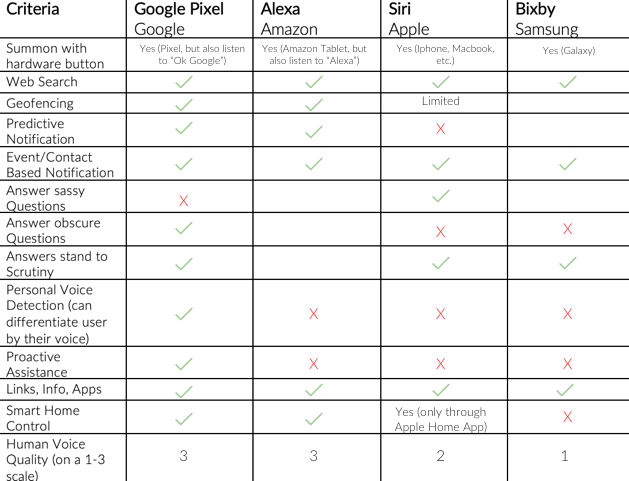 Criteria
Google Pixel
Google
Alexa
Amazon
Siri
Apple
Bixby
Samsung
Summon with
hardware button
Yes (Pixel, but also listen
to “Ok Google”)
Yes (Amazon Tablet, but
also listen to “Alexa”)
Yes (Iphone, Macbook,
etc.)
Yes (Galaxy)
Web Search
✓ ✓ ✓ ✓
Geofencing
✓ ✓ Limited
Predictive
Notification
✓ ✓ X
Event/Contact
Based Notification
✓ ✓ ✓ ✓
Answer sassy
Questions
X ✓
Answer obscure
Questions
✓ X X
Answers stand to
Scrutiny
✓ ✓ ✓
Personal Voice
Detection (can
differentiate user
by their voice)
✓ X X X
Proactive
Assistance
✓ X X X
Links, Info, Apps
✓ ✓ ✓ ✓
Smart Home
Control
✓ ✓
Yes (only through
Apple Home App)
X
Human Voice
Quality (on a 1-3
scale)
3 3 2 1